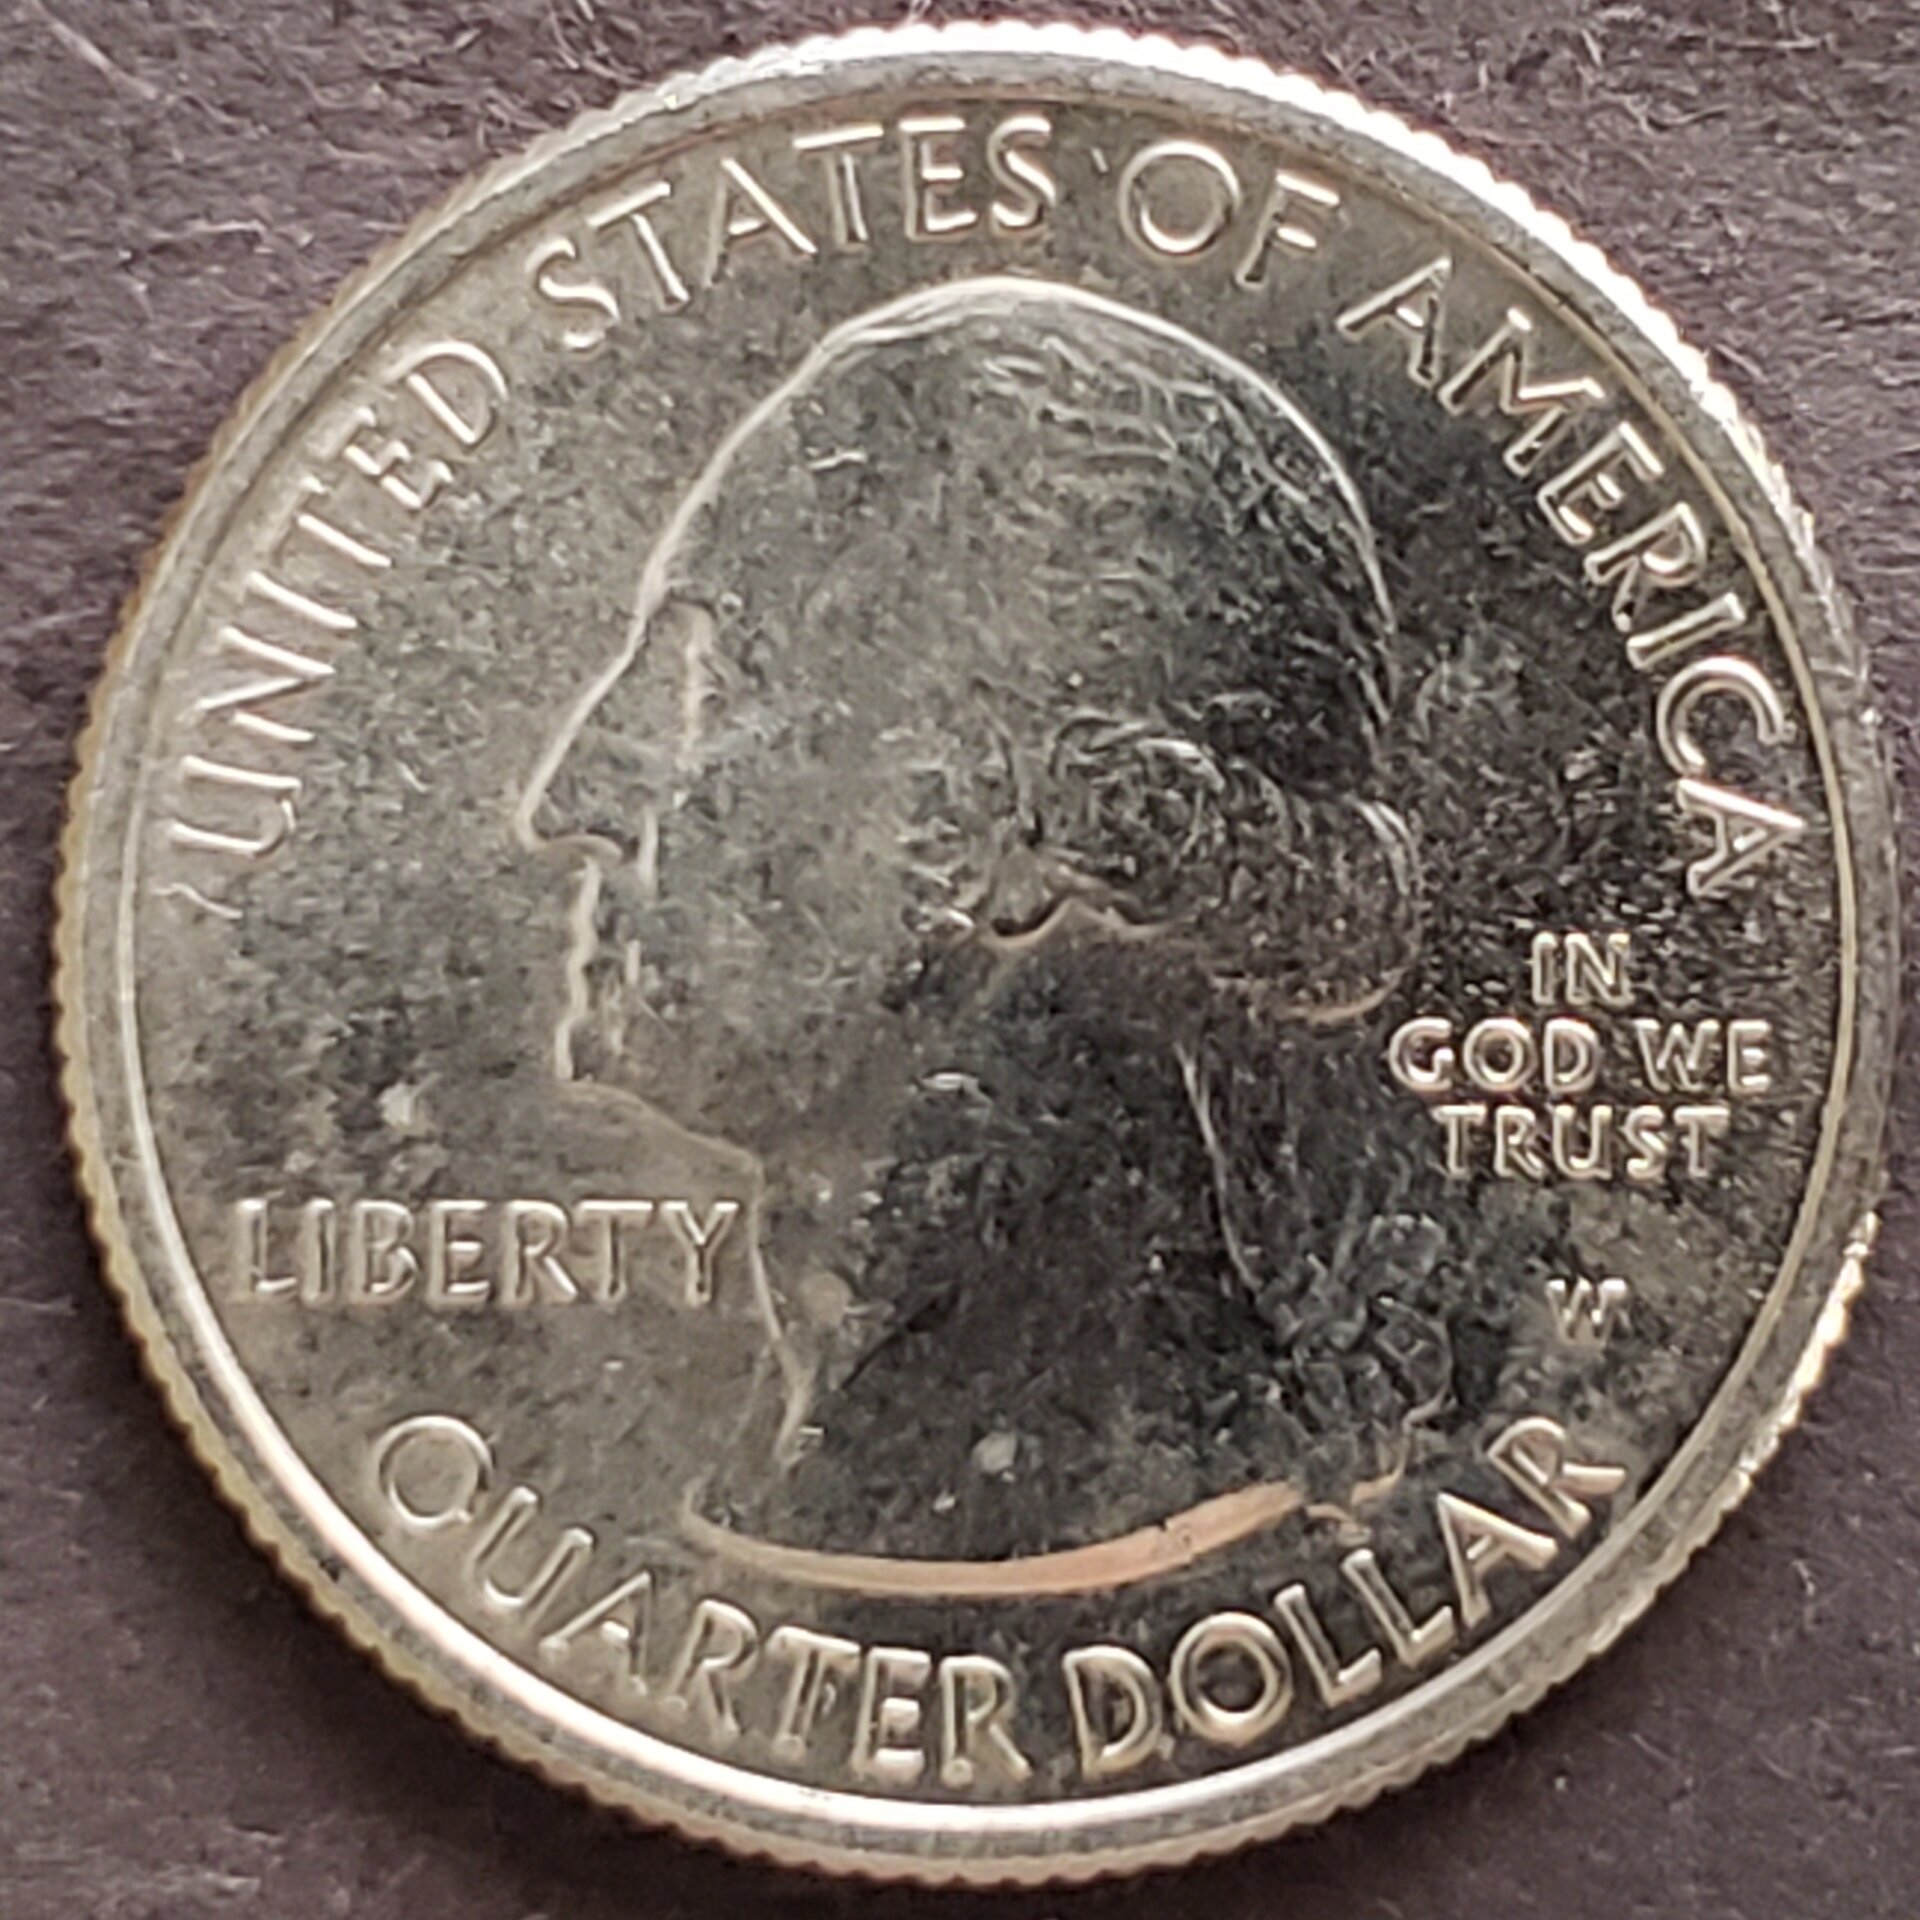 UNITED STATES OF AMERICA
IN
GOD WE
TRUST
LIBERTY
W
QUARTER DOLLAR